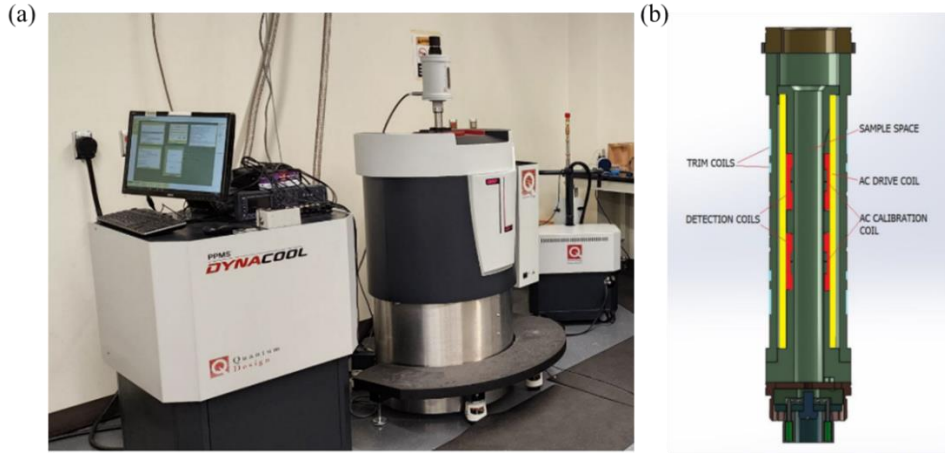 (a)
(b)
PPMS
DYNACOOL
Quantum
Design
SAMPLE SPACE
TRIM COILS
AC DRIVE COIL
DETECTION COILS
AC CALIBRATION
COIL